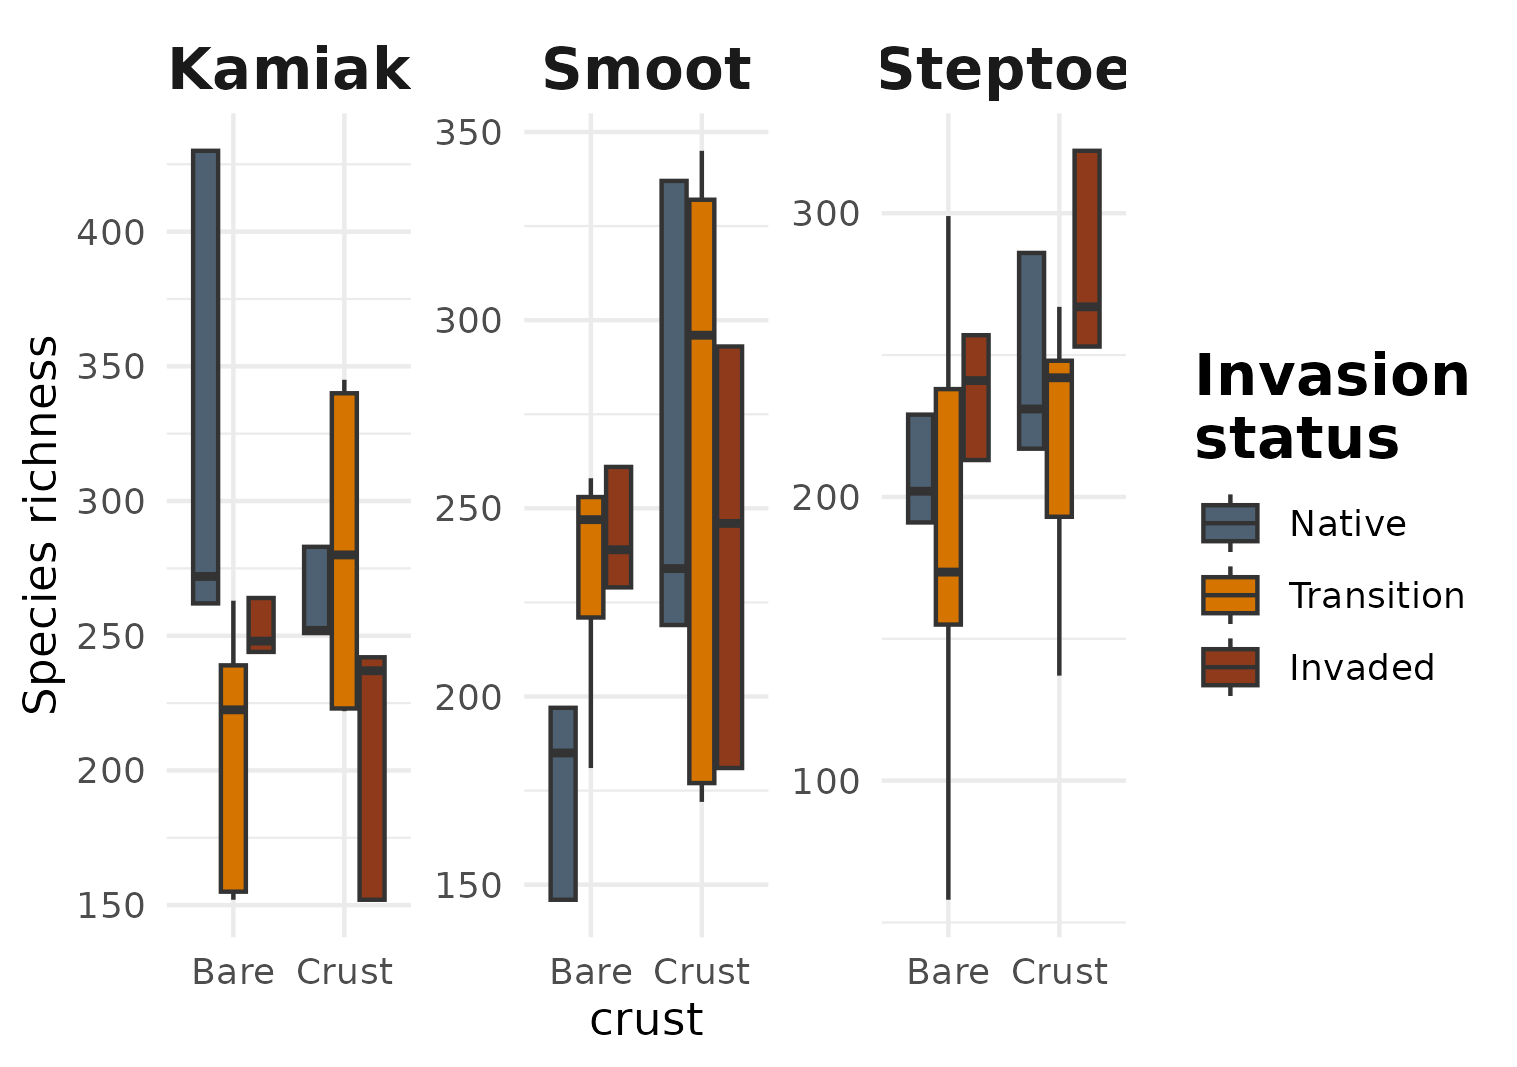 Kamiak Smoot Steptoe
Species richness
400
350
300
250
200
150
350
300
250
200
150
300
200
100
Bare Crust Bare Crust Bare Crust
crust
Invasion
status
Native
Transition
Invaded